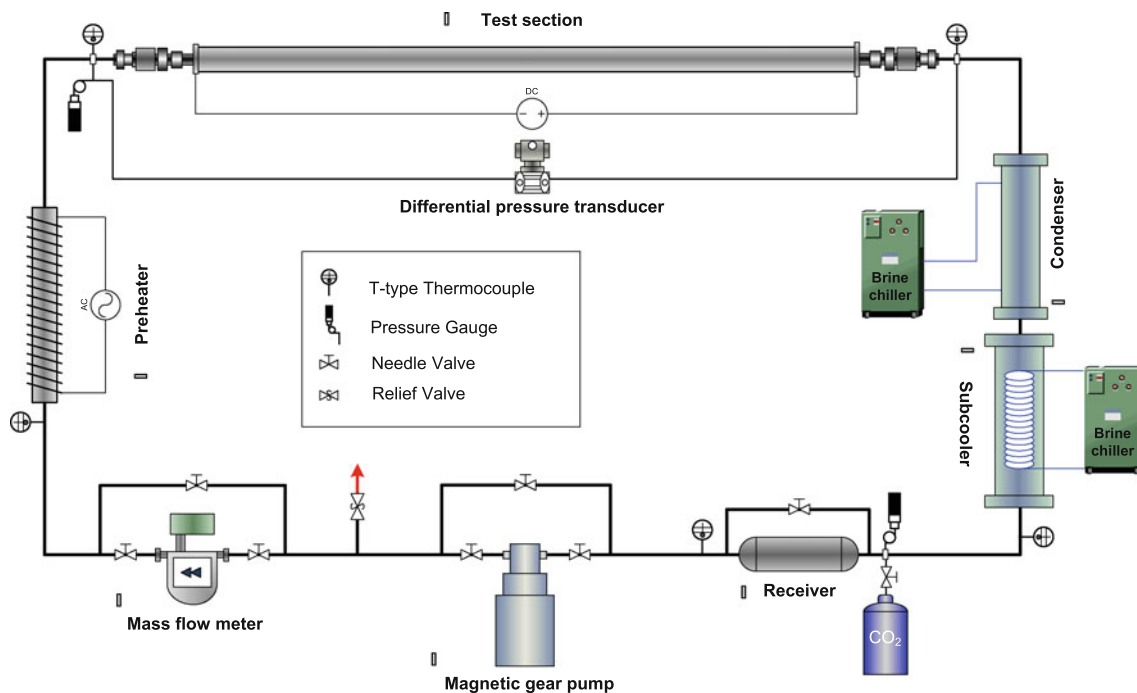 Test section
DC
− +
Differential pressure transducer
Condenser
Brine
chiller
Preheater
AC
T-type Thermocouple
Pressure Gauge
Needle Valve
S
Relief Valve
Subcooler
Brine
chiller
S
Mass flow meter
Magnetic gear pump
Receiver
CO₂